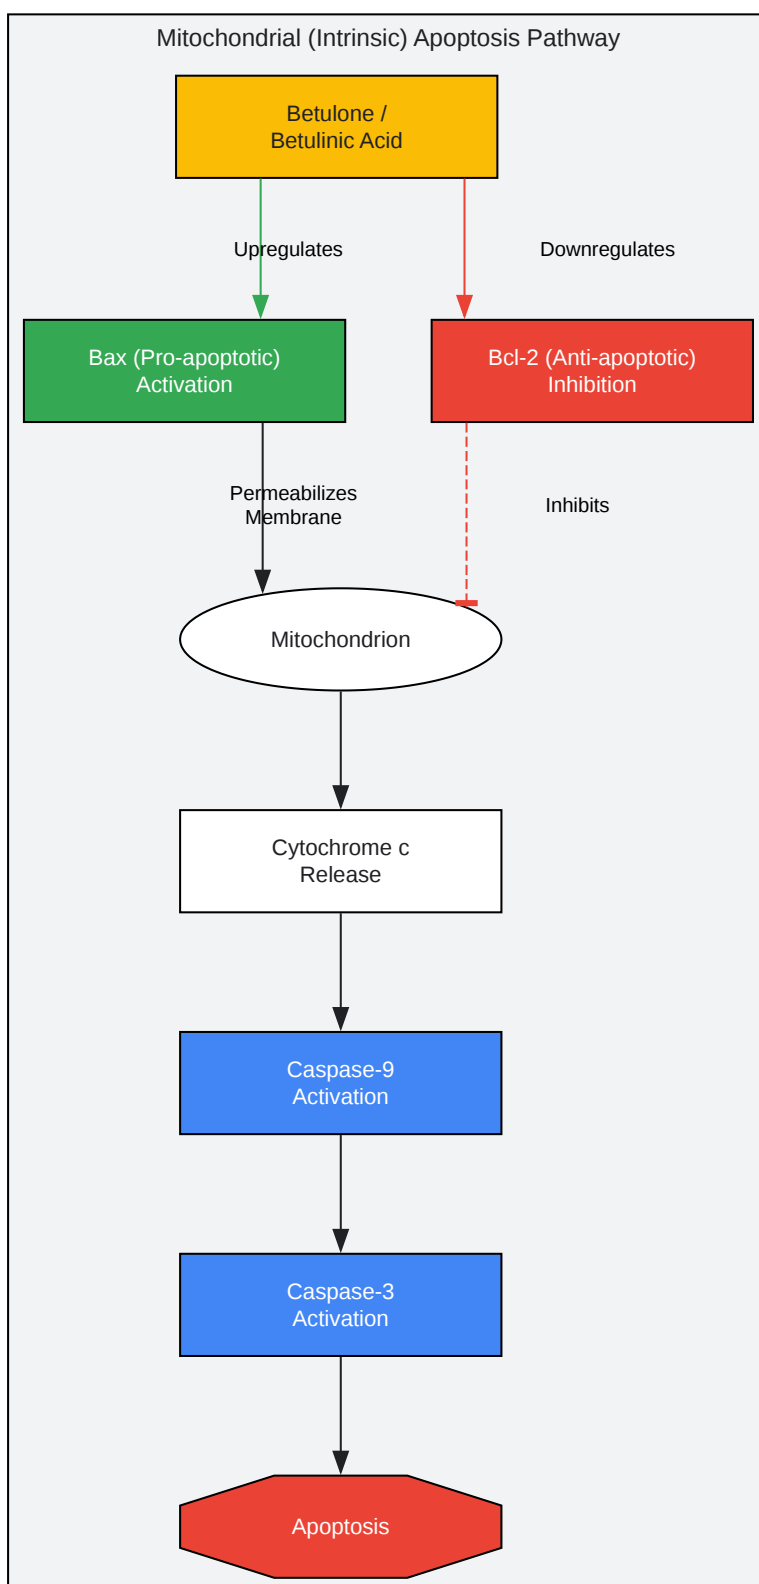 Mitochondrial (Intrinsic) Apoptosis Pathway
Betulone /
Betulinic Acid
Upregulates
Downregulates
Bax (Pro-apoptotic)
Activation
Bcl-2 (Anti-apoptotic)
Inhibition
Permeabilizes
Membrane
Inhibits
Mitochondrion
Cytochrome c
Release
Caspase-9
Activation
Caspase-3
Activation
Apoptosis